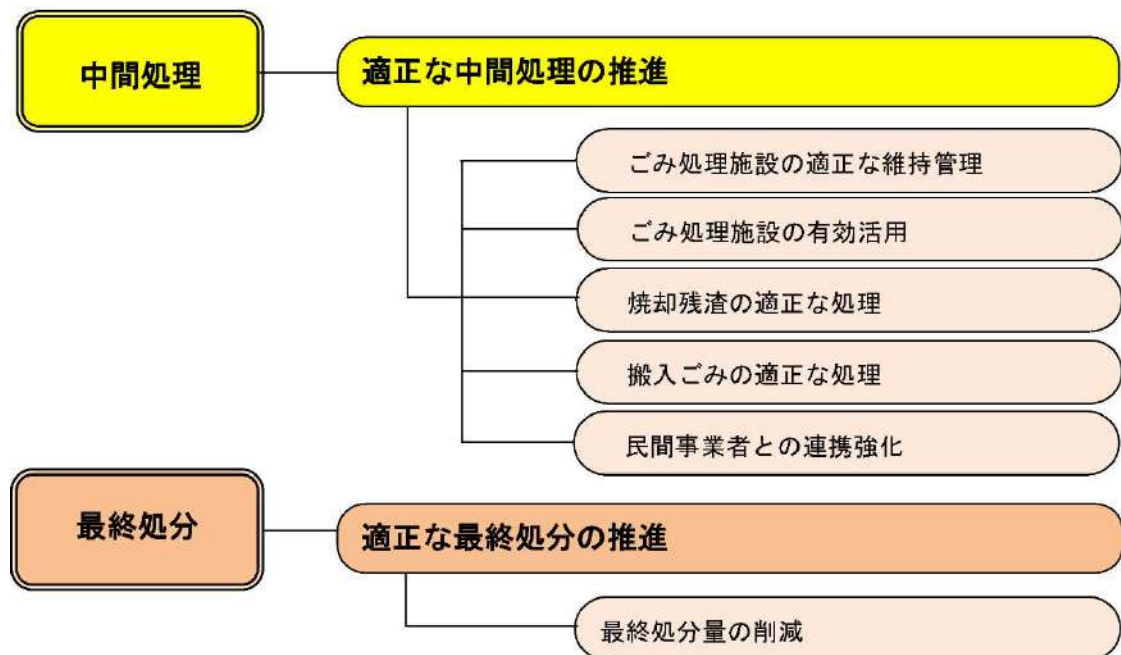 中間処理
適正な中間処理の推進
ごみ処理施設の適正な維持管理
ごみ処理施設の有効活用
焼却残渣の適正な処理
搬入ごみの適正な処理
民間事業者との連携強化
最終処分
適正な最終処分の推進
最終処分量の削減